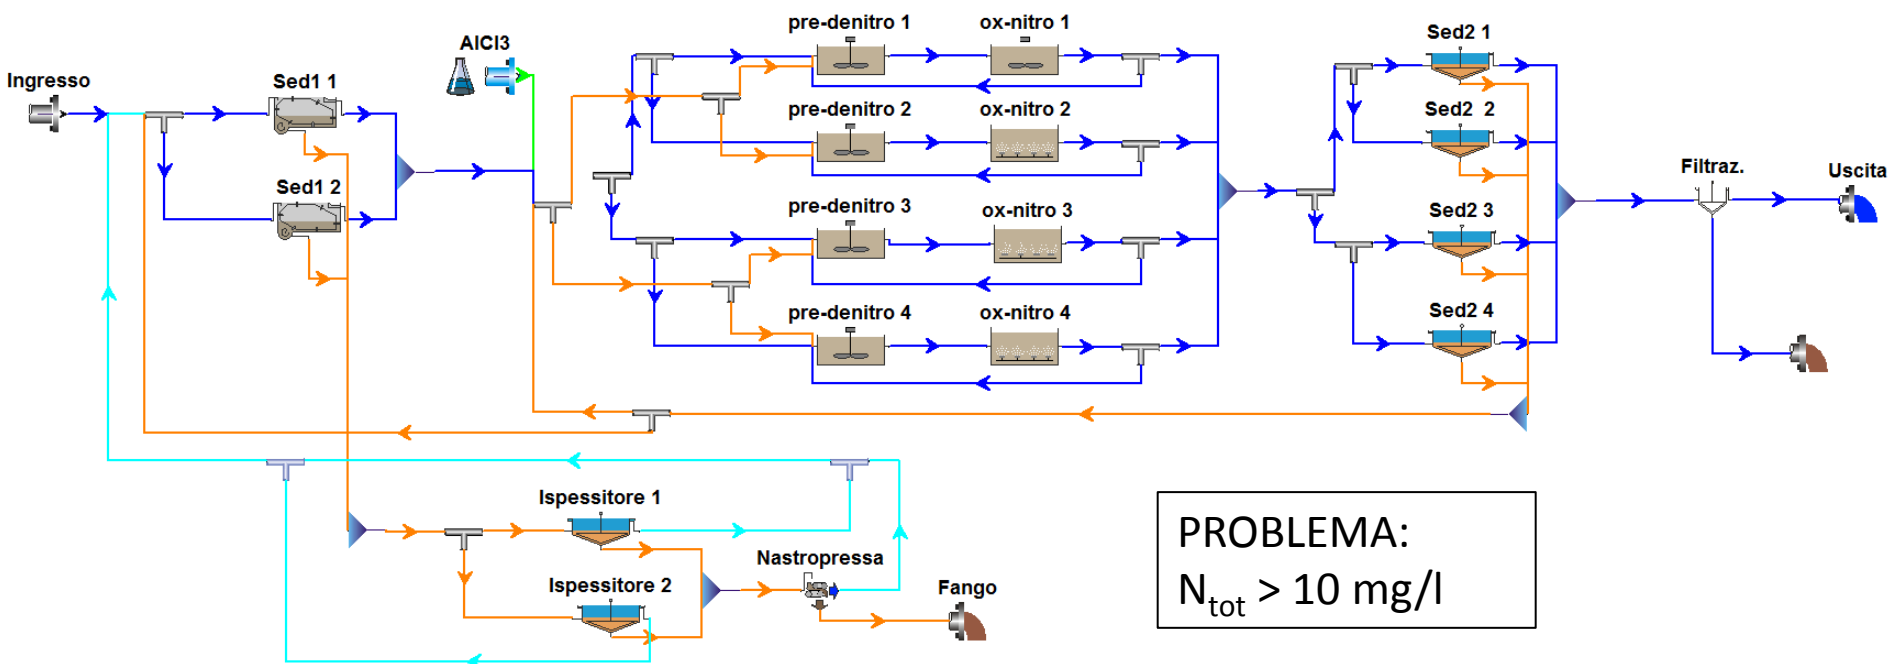 pre-denitro 1
ox-nitro 1
Sed2 1
AlCl3
Ingresso
Sed1 1
pre-denitro 2
ox-nitro 2
Sed2 2
Filtraz.
Uscita
Sed1 2
pre-denitro 3
ox-nitro 3
Sed2 3
pre-denitro 4
ox-nitro 4
Sed2 4
Ispessitore 1
Nastropressa
Ispessitore 2
Fango
PROBLEMA:
Ntot > 10 mg/l